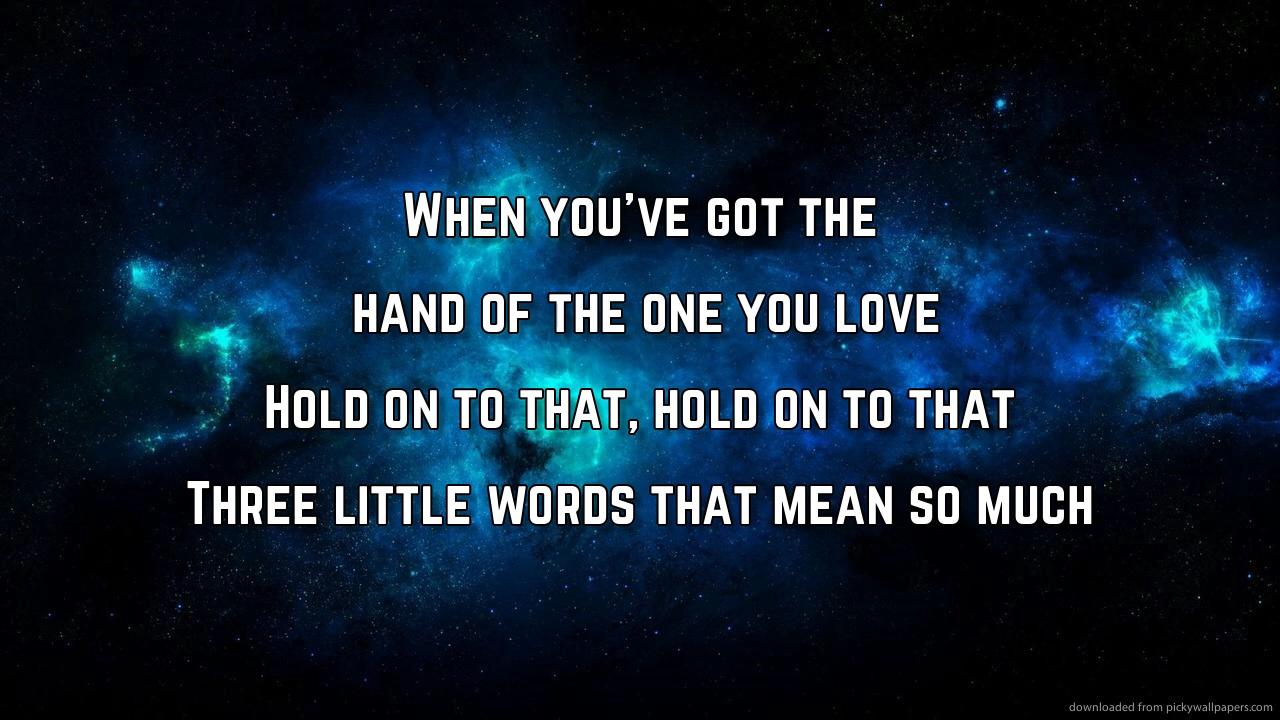 When you've got the
hand of the one you love
Hold on to that, hold on to that
Three little words that mean so much
downloaded from pickywallpapers.com